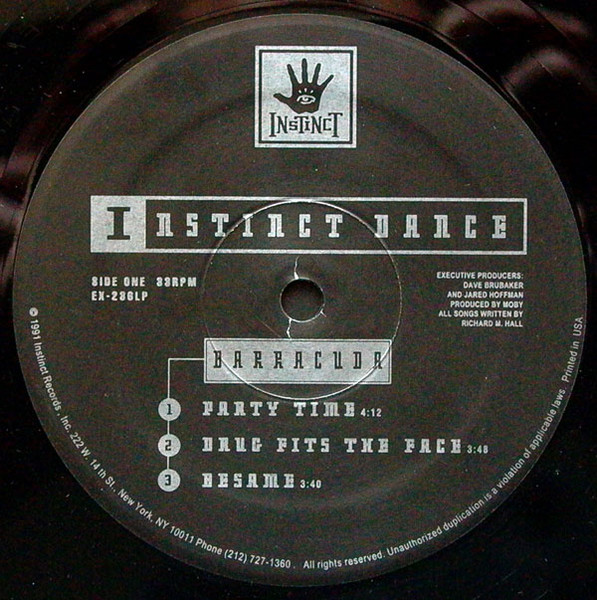 INSTINCT
INSTINCT DANCE
SIDE ONE 33RPM
EX-236LP
EXECUTIVE PRODUCERS:
DAVE BRUBAKER
AND JARED HOFFMAN
PRODUCED BY MOBY
ALL SONGS WRITTEN BY
RICHARD M. HALL
BARRACUDA
1 PARTY TIME 4:12
2 DRUG FITS THE FACE 3:48
3 BESAME 3:40
© 1991 Instinct Records, Inc. 222 W. 14 th St., New York, NY 10011 Phone (212) 727-1360 . All rights reserved. Unauthorized duplication is a violation of applicable laws. Printed in USA